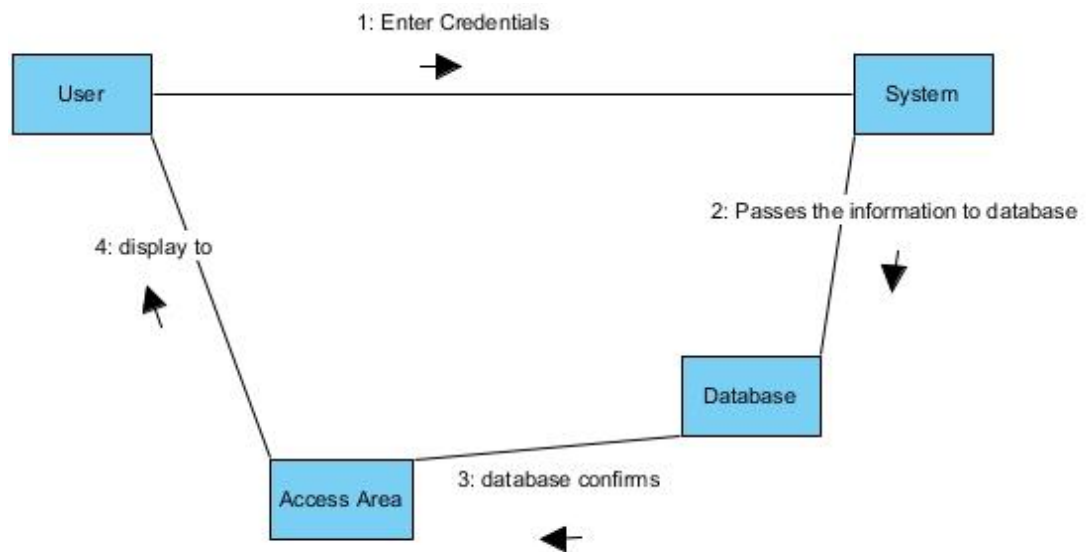 1: Enter Credentials
User
System
2: Passes the information to database
4: display to
Database
3: database confirms
Access Area